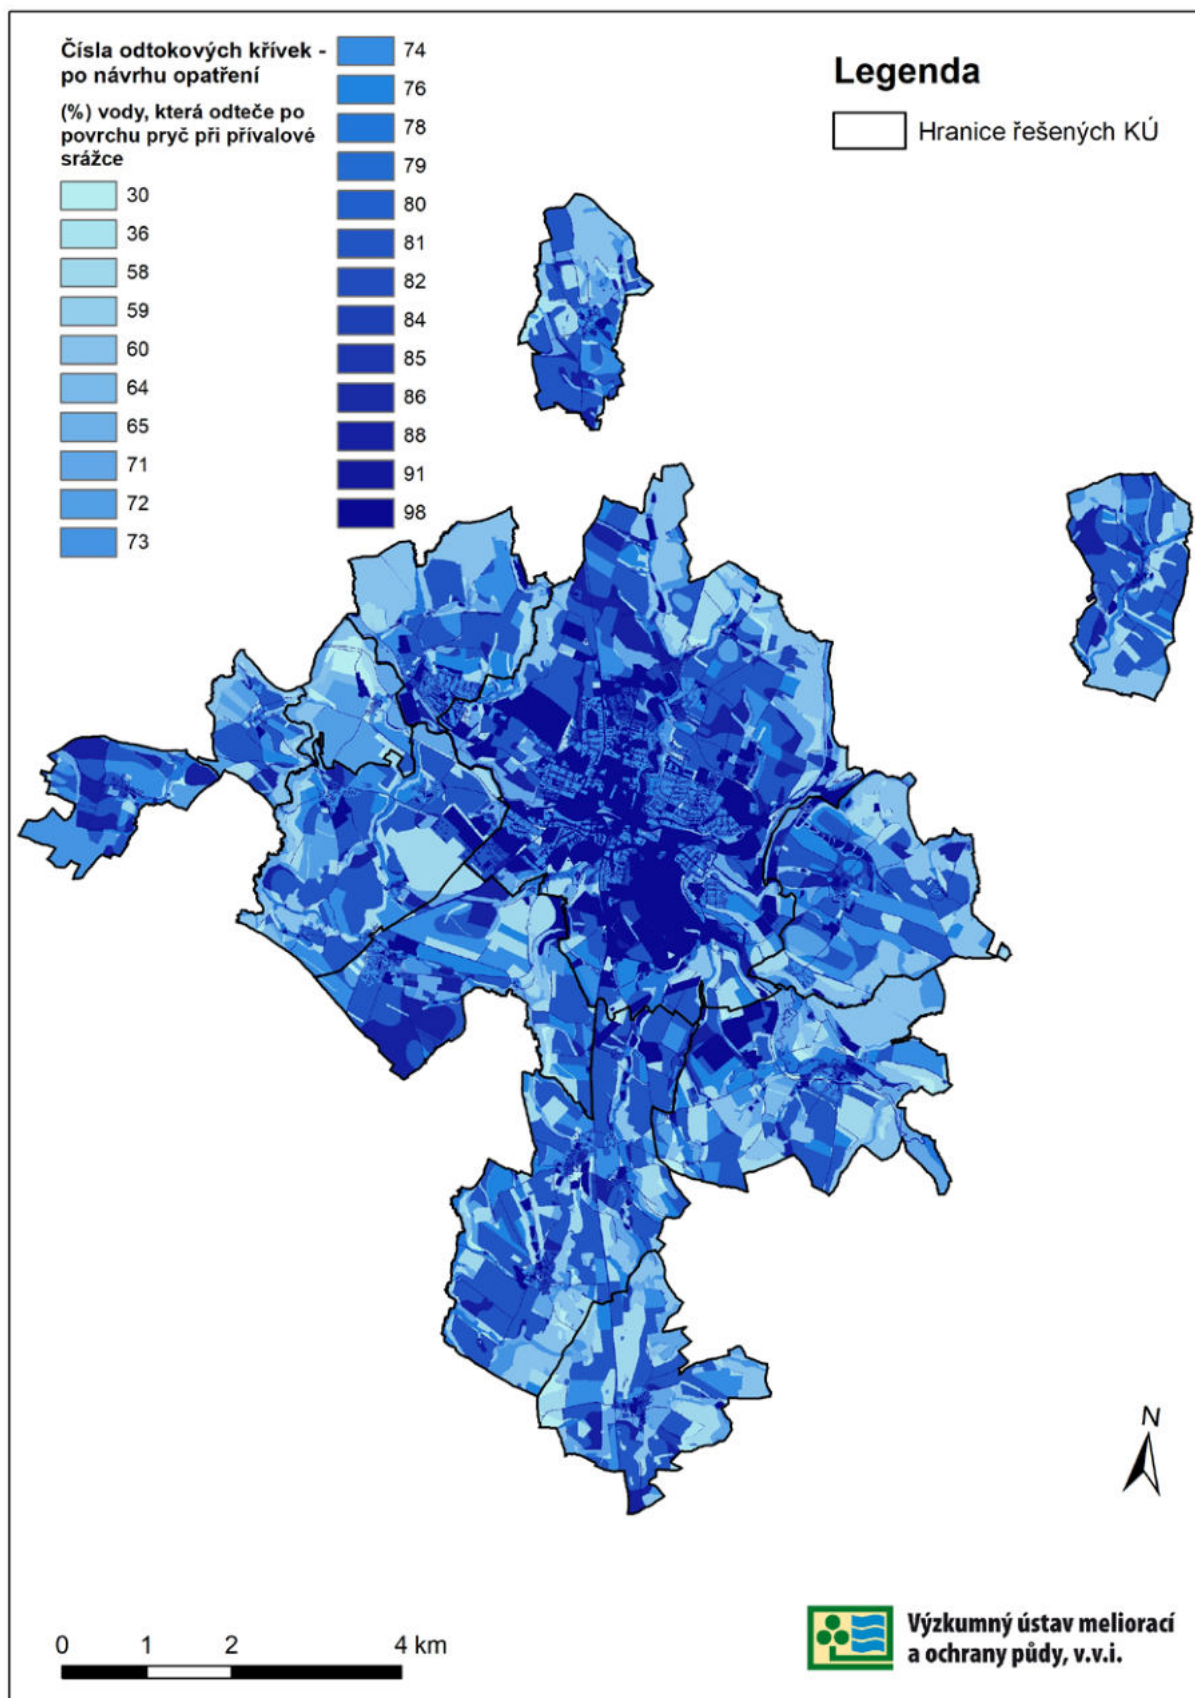 Čísla odtokových křívek -
po návrhu opatření
(%) vody, která odteče po
povrchu pryč při přívalové
srážce
30
36
58
59
60
64
65
71
72
73
74
76
78
79
80
81
82
84
85
86
88
91
98
Legenda
Hranice řešených KÚ
N
0 1 2 4 km
Výzkumný ústav meliorací
a ochrany půdy, v.v.i.